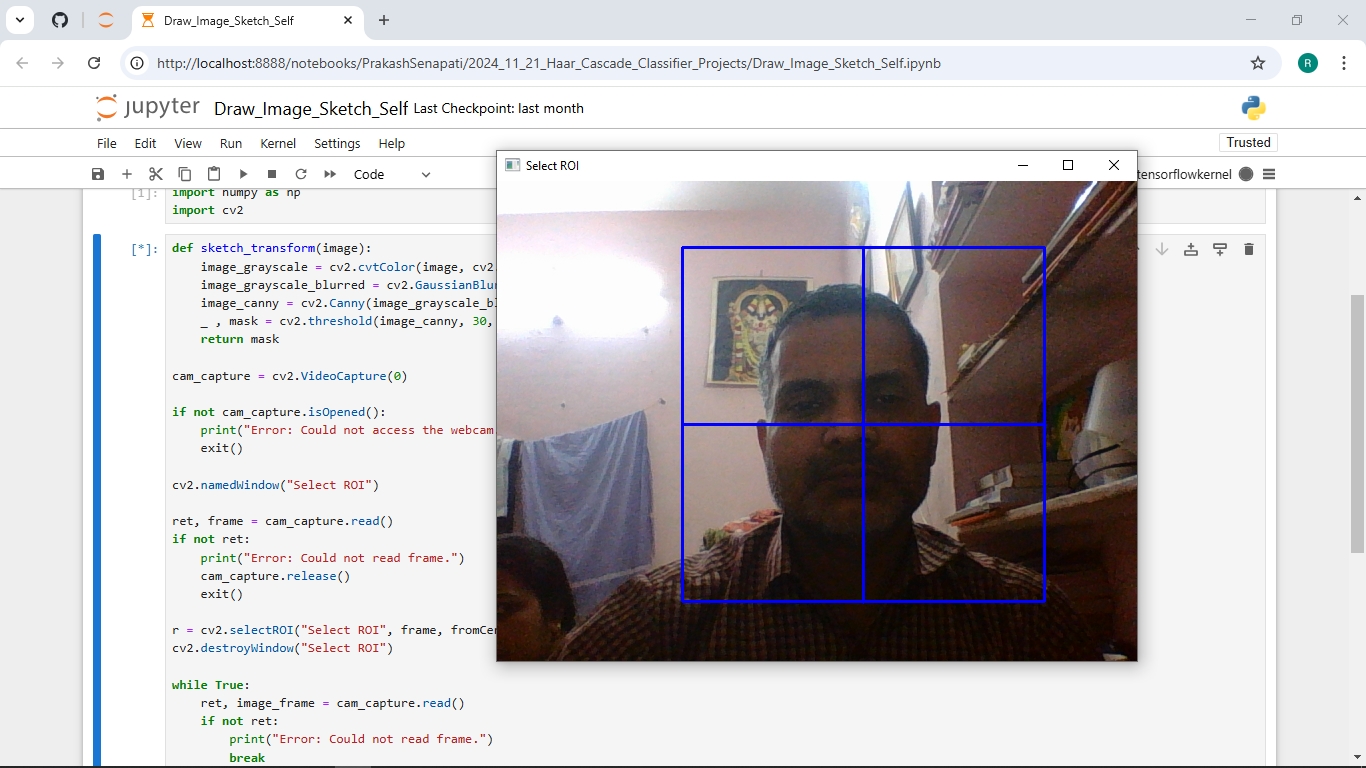 Draw_Image_Sketch_Self
http://localhost:8888/notebooks/PrakashSenapati/2024_11_21_Haar_Cascade_Classifier_Projects/Draw_Image_Sketch_Self.ipynb
R
jupyter Draw_Image_Sketch_Self Last Checkpoint: last month
File Edit View Run Kernel Settings Help
Trusted
Code
tensorflowkernel
Select ROI
[1]: import numpy as np
import cv2
[*]: def sketch_transform(image):
image_grayscale = cv2.cvtColor(image, cv2
image_grayscale_blurred = cv2.GaussianBlur
image_canny = cv2.Canny(image_grayscale_bl
_ , mask = cv2.threshold(image_canny, 30,
return mask
cam_capture = cv2.VideoCapture(0)
if not cam_capture.isOpened():
print("Error: Could not access the webcam
exit()
cv2.namedWindow("Select ROI")
ret, frame = cam_capture.read()
if not ret:
print("Error: Could not read frame.")
cam_capture.release()
exit()
r = cv2.selectROI("Select ROI", frame, fromCen
cv2.destroyWindow("Select ROI")
while True:
ret, image_frame = cam_capture.read()
if not ret:
print("Error: Could not read frame.")
break